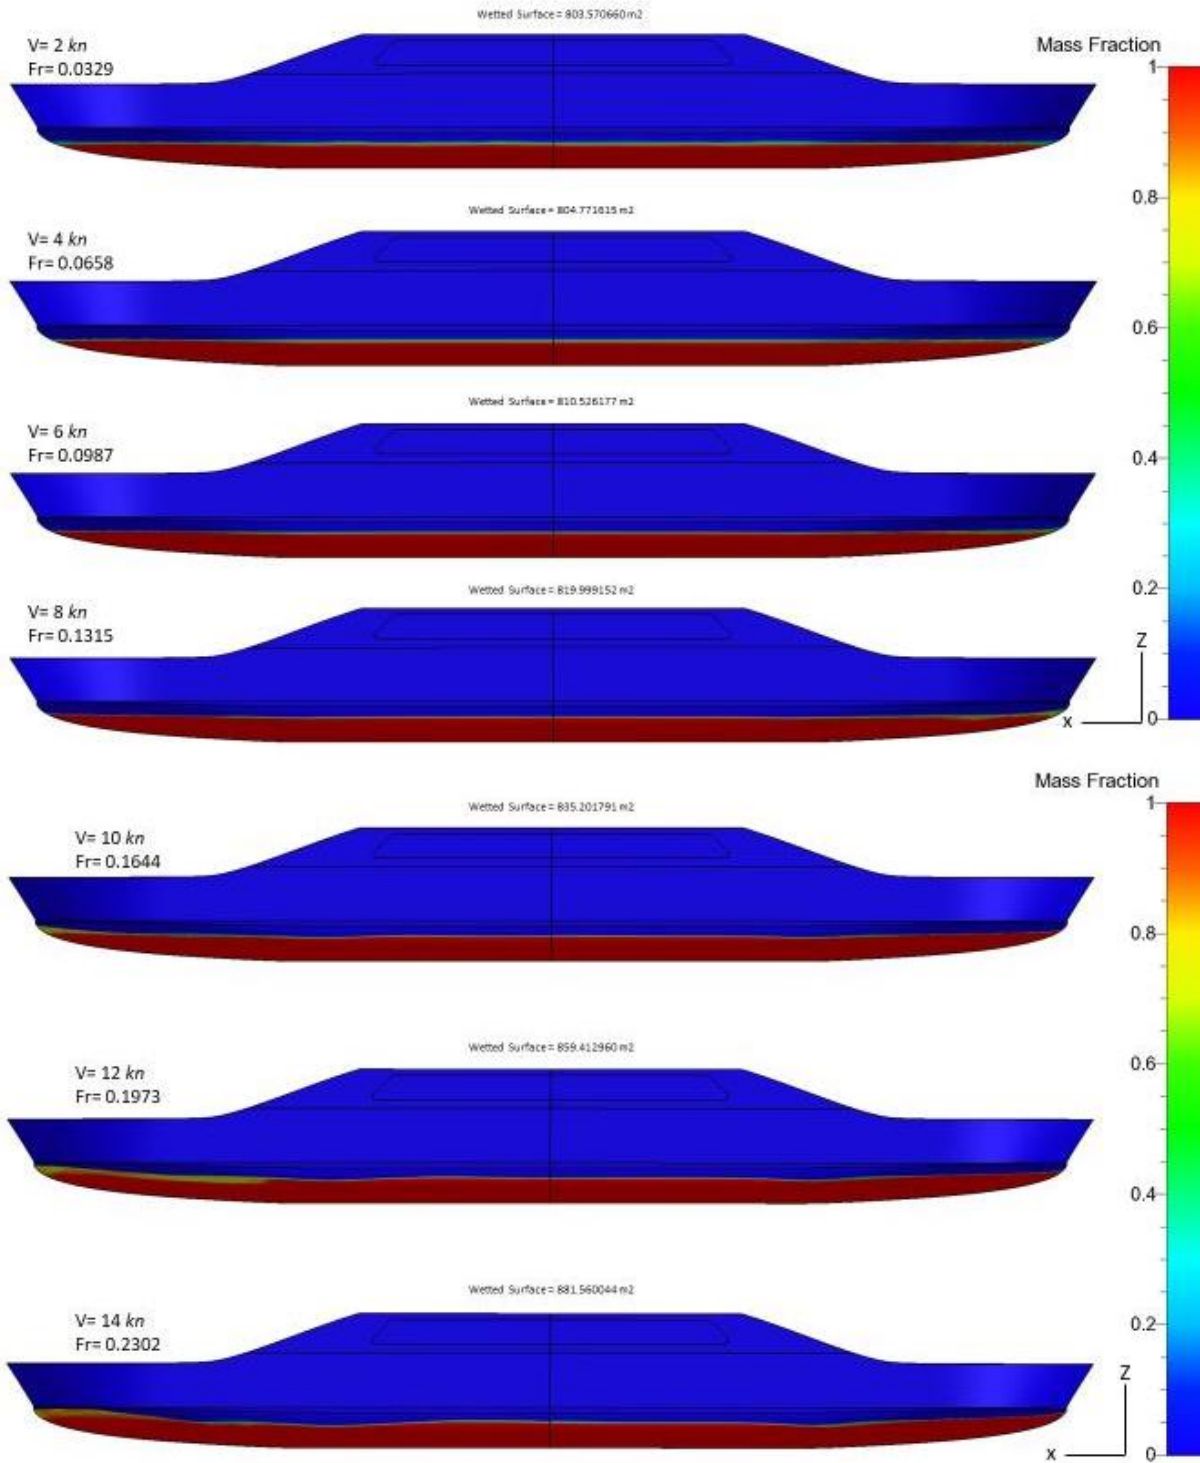 Wetted Surface = 803.570660 m2
V= 2 kn
Fr= 0.0329
Mass Fraction
1
0.8
0.6
0.4
0.2
0
Wetted Surface = 804.771615 m2
V= 4 kn
Fr= 0.0658
Wetted Surface = 810.526177 m2
V= 6 kn
Fr= 0.0987
Wetted Surface = 819.999152 m2
V= 8 kn
Fr= 0.1315
Z
x
Mass Fraction
1
0.8
0.6
0.4
0.2
0
Wetted Surface = 835.201791 m2
V= 10 kn
Fr= 0.1644
Wetted Surface = 859.412960 m2
V= 12 kn
Fr= 0.1973
Wetted Surface = 881.560044 m2
V= 14 kn
Fr= 0.2302
Z
x